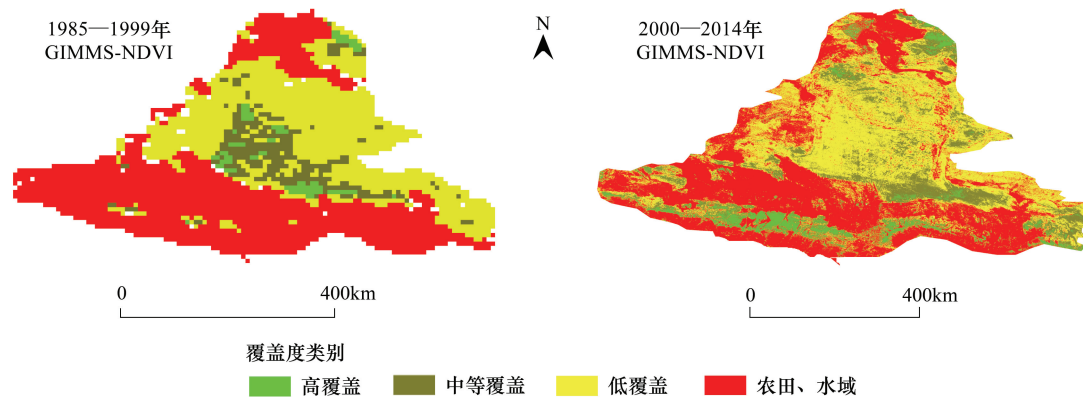 1985—1999年
GIMMS-NDVI
N
2000—2014年
GIMMS-NDVI
0 400km
0 400km
覆盖度类别
高覆盖 中等覆盖 低覆盖 农田、水域